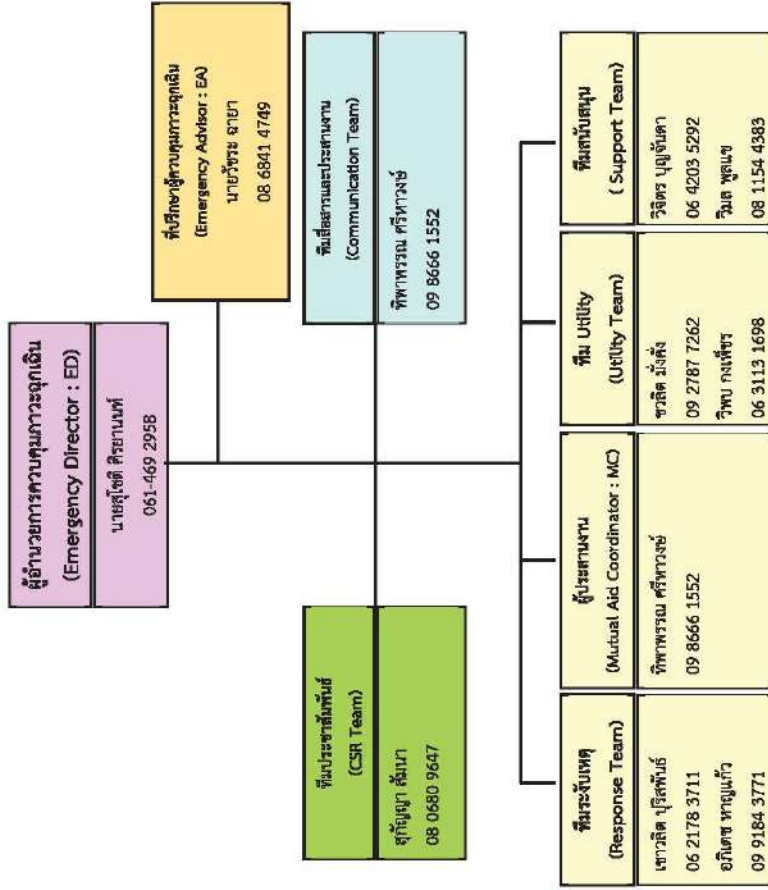 ผู้อำนวยการควบคุมภาวะฉุกเฉิน
(Emergency Director : ED)
นายสุโชติ ศิรยานนท์
061-469 2958
ที่ปรึกษาผู้ควบคุมภาวะฉุกเฉิน
(Emergency Advisor : EA)
นายวัชระ ฉายา
08 6841 4749
ทีมประชาสัมพันธ์
(CSR Team)
สุกัญญา สัมนา
08 0680 9647
ทีมสื่อสารและประสานงาน
(Communication Team)
ทิพาพรรณ ศรีหาวงษ์
09 8666 1552
ทีมระงับเหตุ
(Response Team)
เชาวลิต ปุริสพันธ์
06 2178 3711
อภิเดช หาญแก้ว
09 9184 3771
ผู้ประสานงาน
(Mutual Aid Coordinator : MC)
ทิพาพรรณ ศรีหาวงษ์
09 8666 1552
ทีม Utility
(Utility Team)
ชวลิต มั่งคั่ง
09 2787 7262
วิพบ กงเพ็ชร
06 3113 1698
ทีมสนับสนุน
( Support Team)
วิจิตร บุญจันดา
06 4203 5292
วิมล พูลแช
08 1154 4383